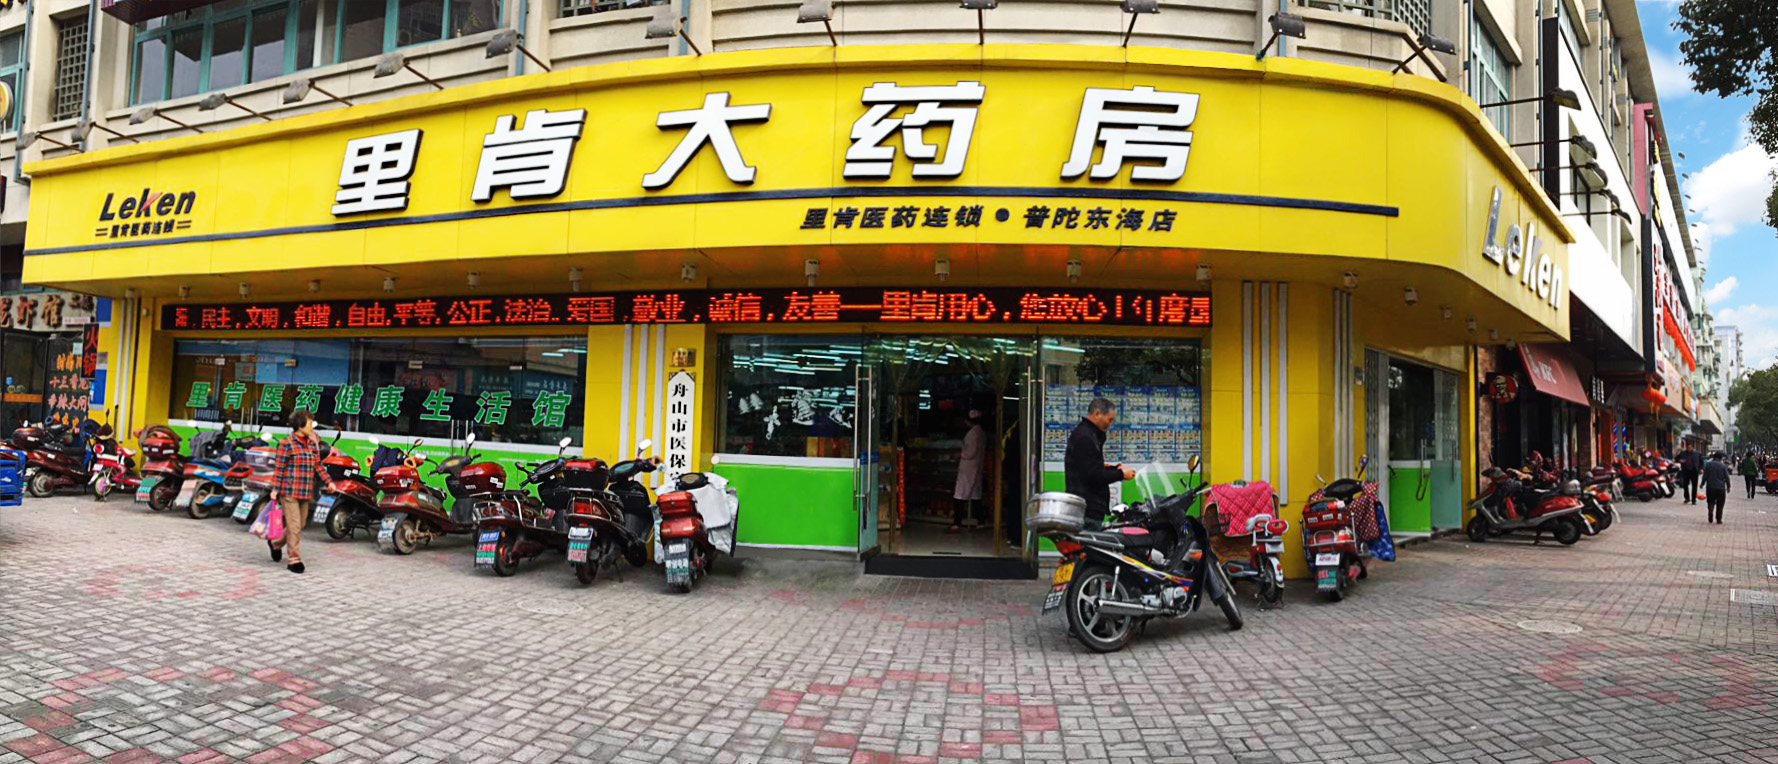 里肯大药房
Leken
里肯医药连锁
里肯医药连锁•普陀东海店
Leken
民主，文明，和谐，自由,平等,公正,法治..爱国，敬业，诚信，友善一一里肯用心，您放心！
里肯医药健康生活馆
舟山市医保定